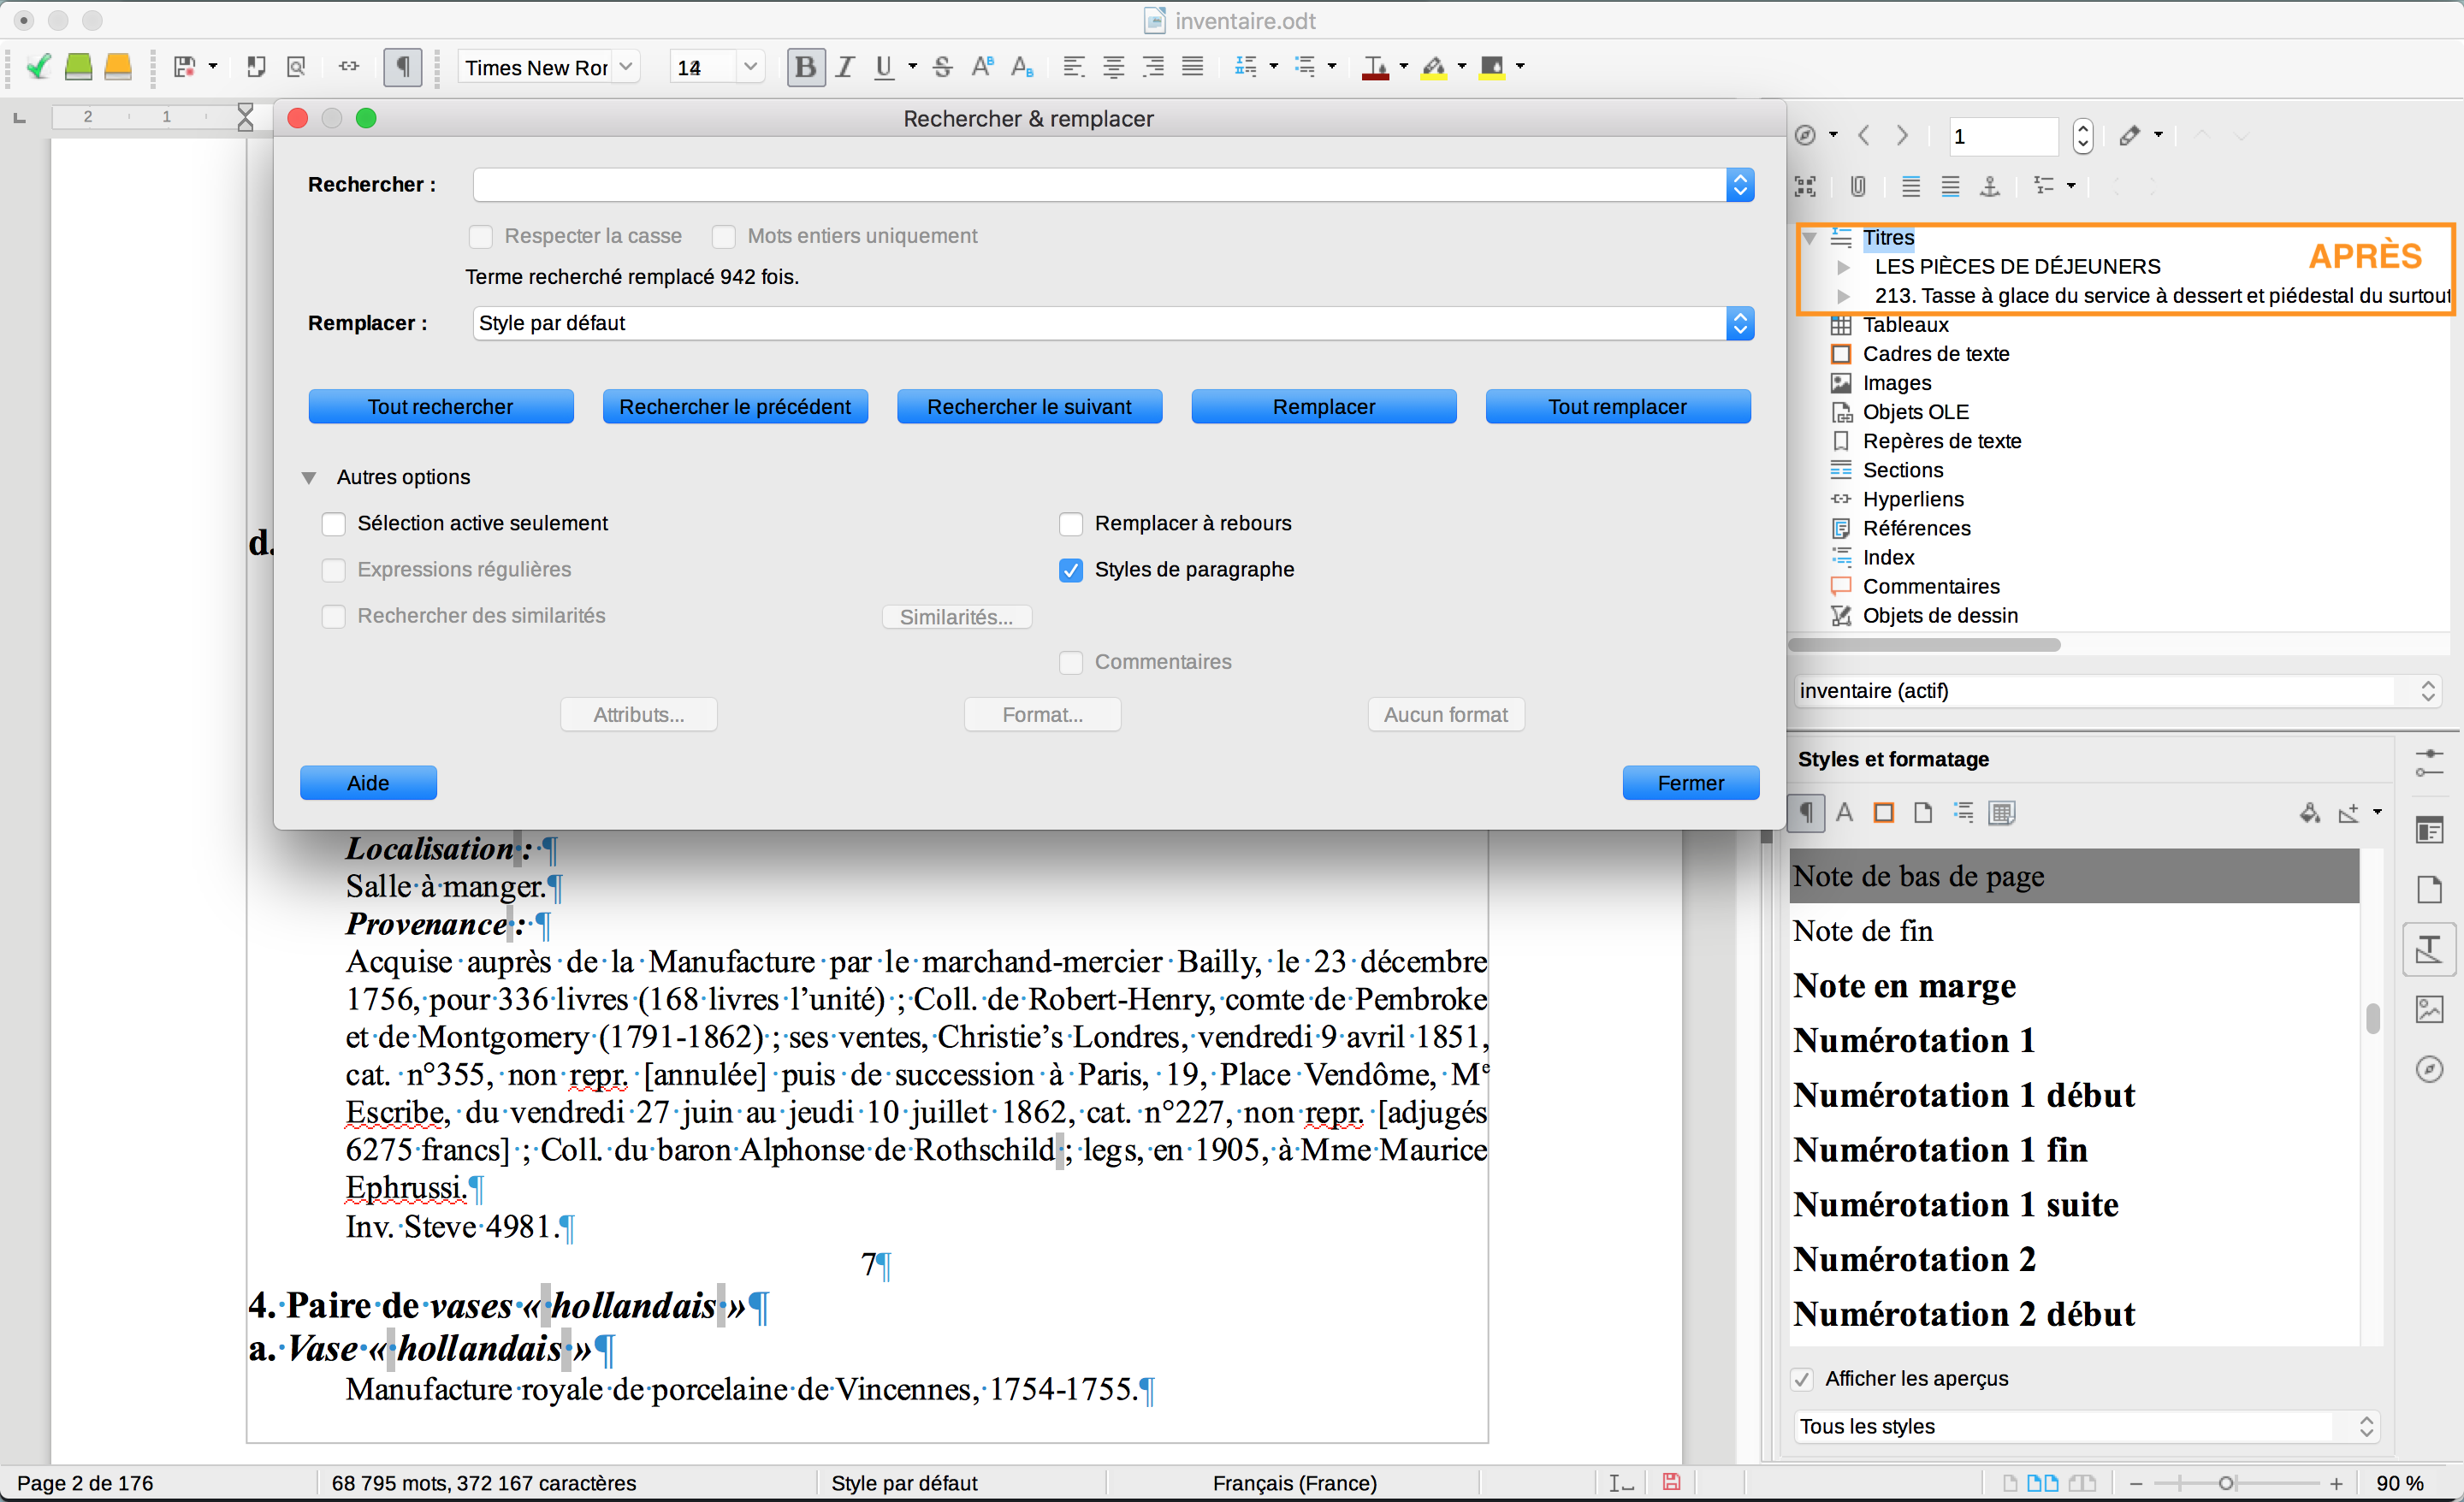 inventaire.odt
Times New Ror
14
2 1
Rechercher & remplacer
Rechercher :
Respecter la casse
Mots entiers uniquement
Terme recherché remplacé 942 fois.
Remplacer :
Style par défaut
Tout rechercher
Rechercher le précédent
Rechercher le suivant
Remplacer
Tout remplacer
Autres options
Sélection active seulement
Remplacer à rebours
Expressions régulières
Styles de paragraphe
Rechercher des similarités
Similarités...
Commentaires
Attributs...
Format...
Aucun format
Aide
Fermer
d.
Localisation : ¶
Salle à manger.¶
Provenance : ¶
Acquise auprès de la Manufacture par le marchand-mercier Bailly, le 23 décembre
1756, pour 336 livres (168 livres l’unité) ; Coll. de Robert-Henry, comte de Pembroke
et de Montgomery (1791-1862) ; ses ventes, Christie’s Londres, vendredi 9 avril 1851,
cat. n°355, non repr. [annulée] puis de succession à Paris, 19, Place Vendôme, Me
Escribe, du vendredi 27 juin au jeudi 10 juillet 1862, cat. n°227, non repr. [adjugés
6275 francs] ; Coll. du baron Alphonse de Rothschild ; legs, en 1905, à Mme Maurice
Ephrussi.¶
Inv. Steve 4981.¶
7¶
4. Paire de vases « hollandais »¶
a. Vase « hollandais »¶
Manufacture royale de porcelaine de Vincennes, 1754-1755.¶
1
Titres
APRÈS
LES PIÈCES DE DÉJEUNERS
213. Tasse à glace du service à dessert et piédestal du surtout
Tableaux
Cadres de texte
Images
Objets OLE
Repères de texte
Sections
Hyperliens
Références
Index
Commentaires
Objets de dessin
inventaire (actif)
Styles et formatage
Note de bas de page
Note de fin
Note en marge
Numérotation 1
Numérotation 1 début
Numérotation 1 fin
Numérotation 1 suite
Numérotation 2
Numérotation 2 début
Afficher les aperçus
Tous les styles
Page 2 de 176
68 795 mots, 372 167 caractères
Style par défaut
Français (France)
90 %